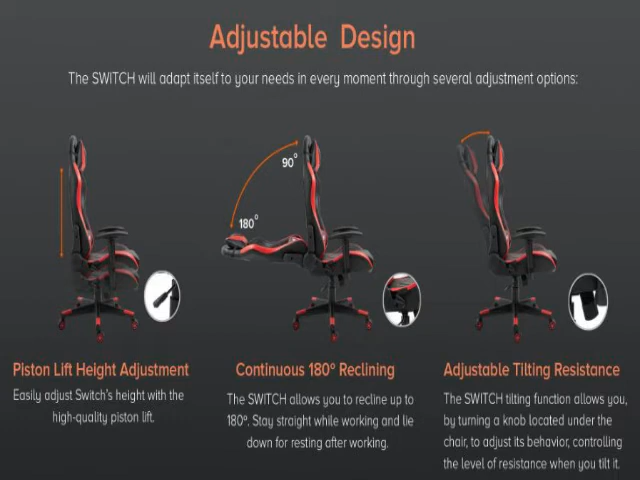 Adjustable Design
The SWITCH will adapt itself to your needs in every moment through several adjustment options:
90°
180°
Piston Lift Height Adjustment
Easily adjust Switch's height with the
high-quality piston lift.
Continuous 180° Reclining
The SWITCH allows you to recline up to
180°. Stay straight while working and lie
down for resting after working.
Adjustable Tilting Resistance
The SWITCH tilting function allows you,
by turning a knob located under the
chair, to adjust its behavior, controlling
the level of resistance when you tilt it.